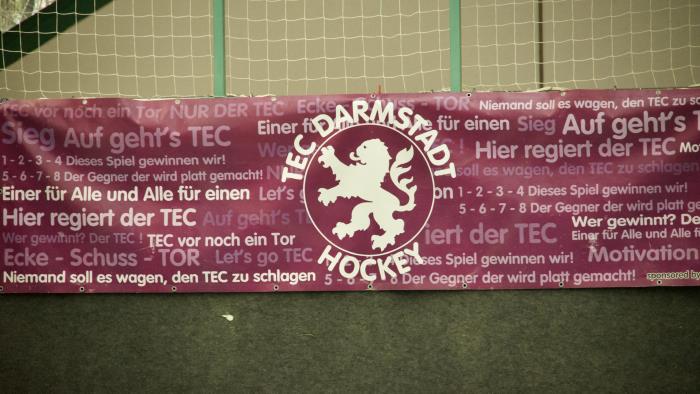 TEC vor noch ein Tor NUR DER TEC Ecke - Schuss - TOR Niemand soll es wagen, den TEC zu s
Sieg Auf geht's TEC Einer fü e für einen Sieg Auf geht's T
1 - 2 - 3 - 4 Dieses Spiel gewinnen wir! Hier regiert der TEC Mo
5 - 6 - 7 - 8 Der Gegner der wird platt gemacht! soll es wagen, den TEC zu schlagen
Einer für Alle und Alle für einen Let's on 1 - 2 - 3 - 4 Dieses Spiel gewinnen wir!
Hier regiert der TEC Auf geht's 5 - 6 - 7 - 8 Der Gegner der wird platt ge
Wer gewinnt? Der TEC ! TEC vor noch ein Tor iert der TEC Wer gewinnt? De
Einer für Alle und Alle f
Ecke - Schuss - TOR Let's go TEC Dieses Spiel gewinnen wir! Motivation
Niemand soll es wagen, den TEC zu schlagen 5 - 6 - 8 Der Gegner der wird platt gemacht! sponsored by
TEC DARMSTADT
HOCKEY